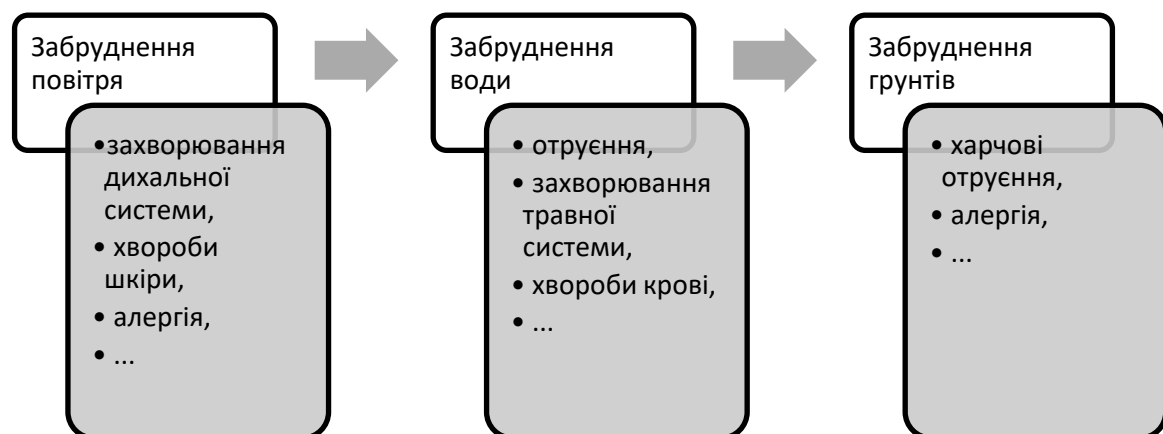 Забруднення
повітря
•захворювання
дихальної
системи,
• хвороби
шкіри,
• алергія,
• ...
Забруднення
води
• отруєння,
• захворювання
травної
системи,
• хвороби крові,
• ...
Забруднення
грунтів
• харчові
отруєння,
• алергія,
• ...